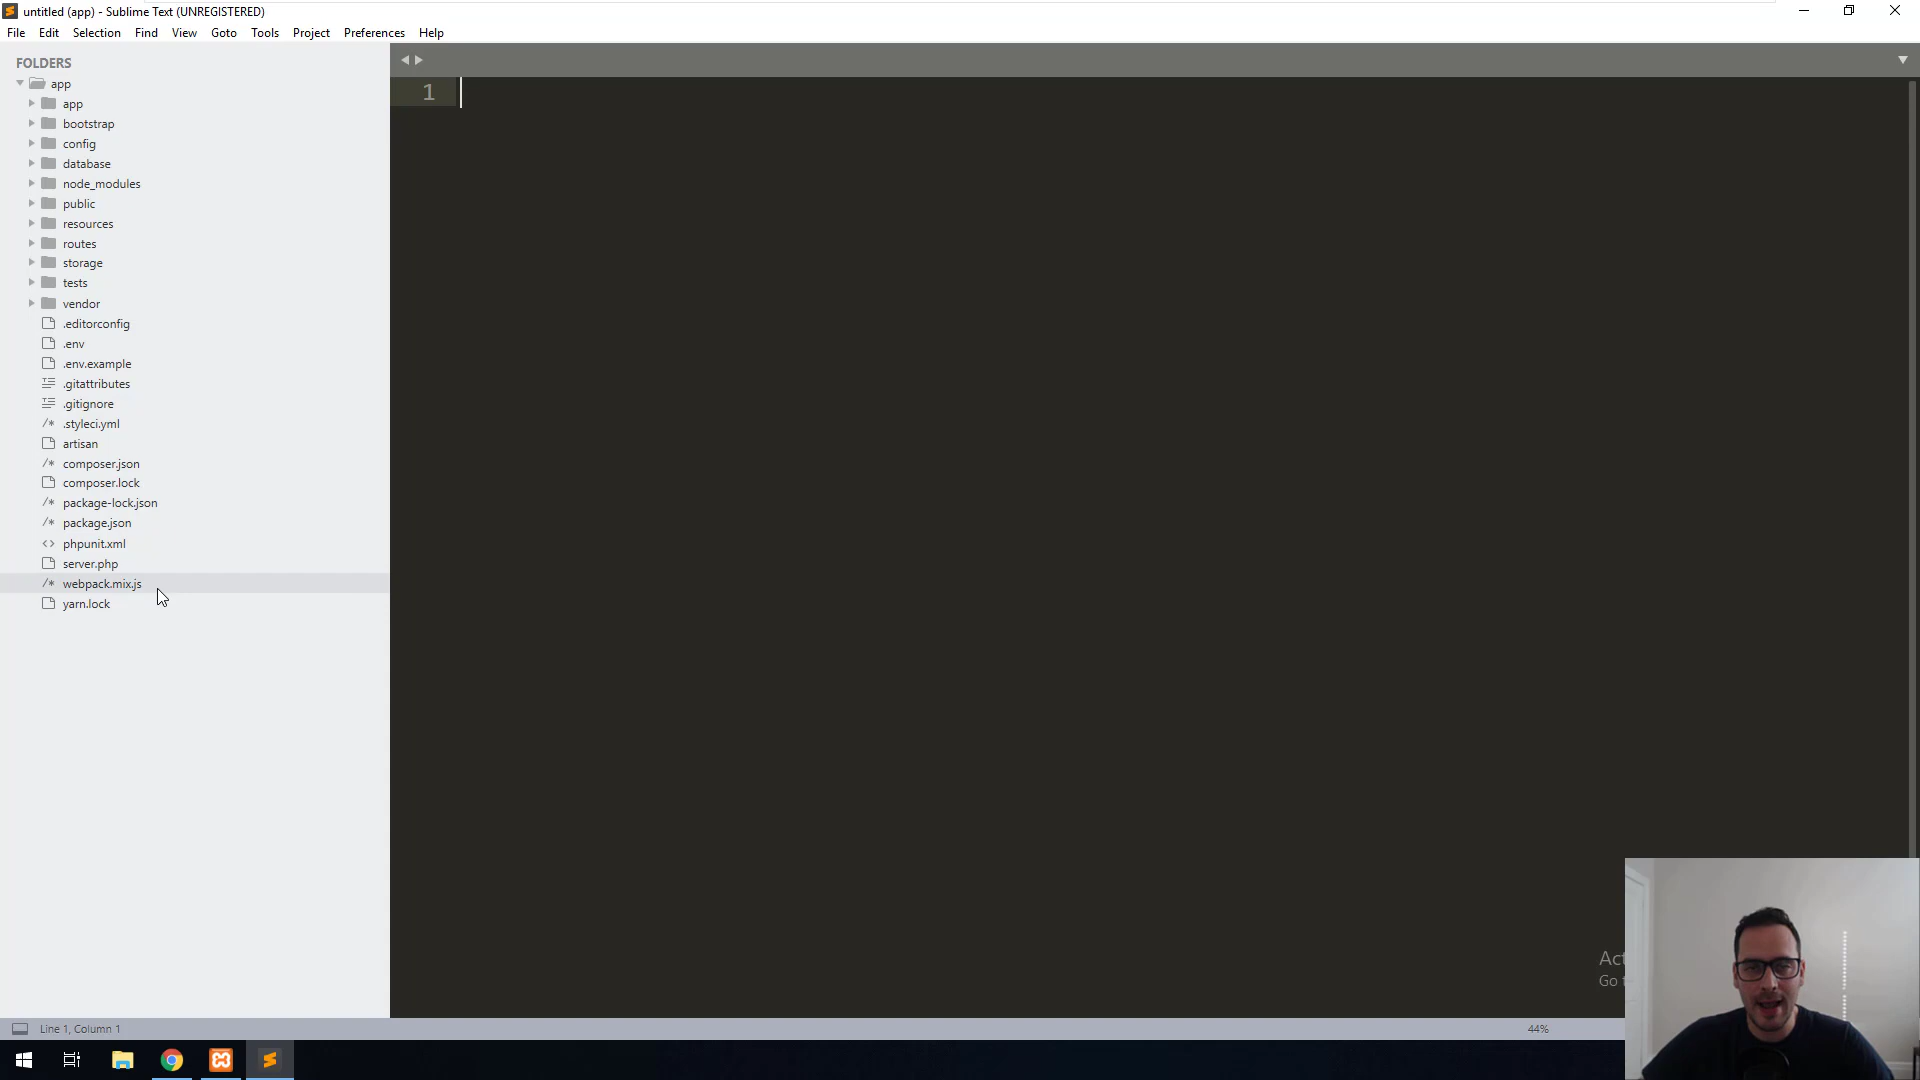 untitled (app) - Sublime Text (UNREGISTERED)
File Edit Selection Find View Goto Tools Project Preferences Help
FOLDERS
app
app
bootstrap
config
database
node_modules
public
resources
routes
storage
tests
vendor
.editorconfig
.env
.env.example
.gitattributes
.gitignore
.styleci.yml
artisan
composer.json
composer.lock
package-lock.json
package.json
phpunit.xml
server.php
webpack.mix.js
yarn.lock
1
Act
Go t
Line 1, Column 1
44%